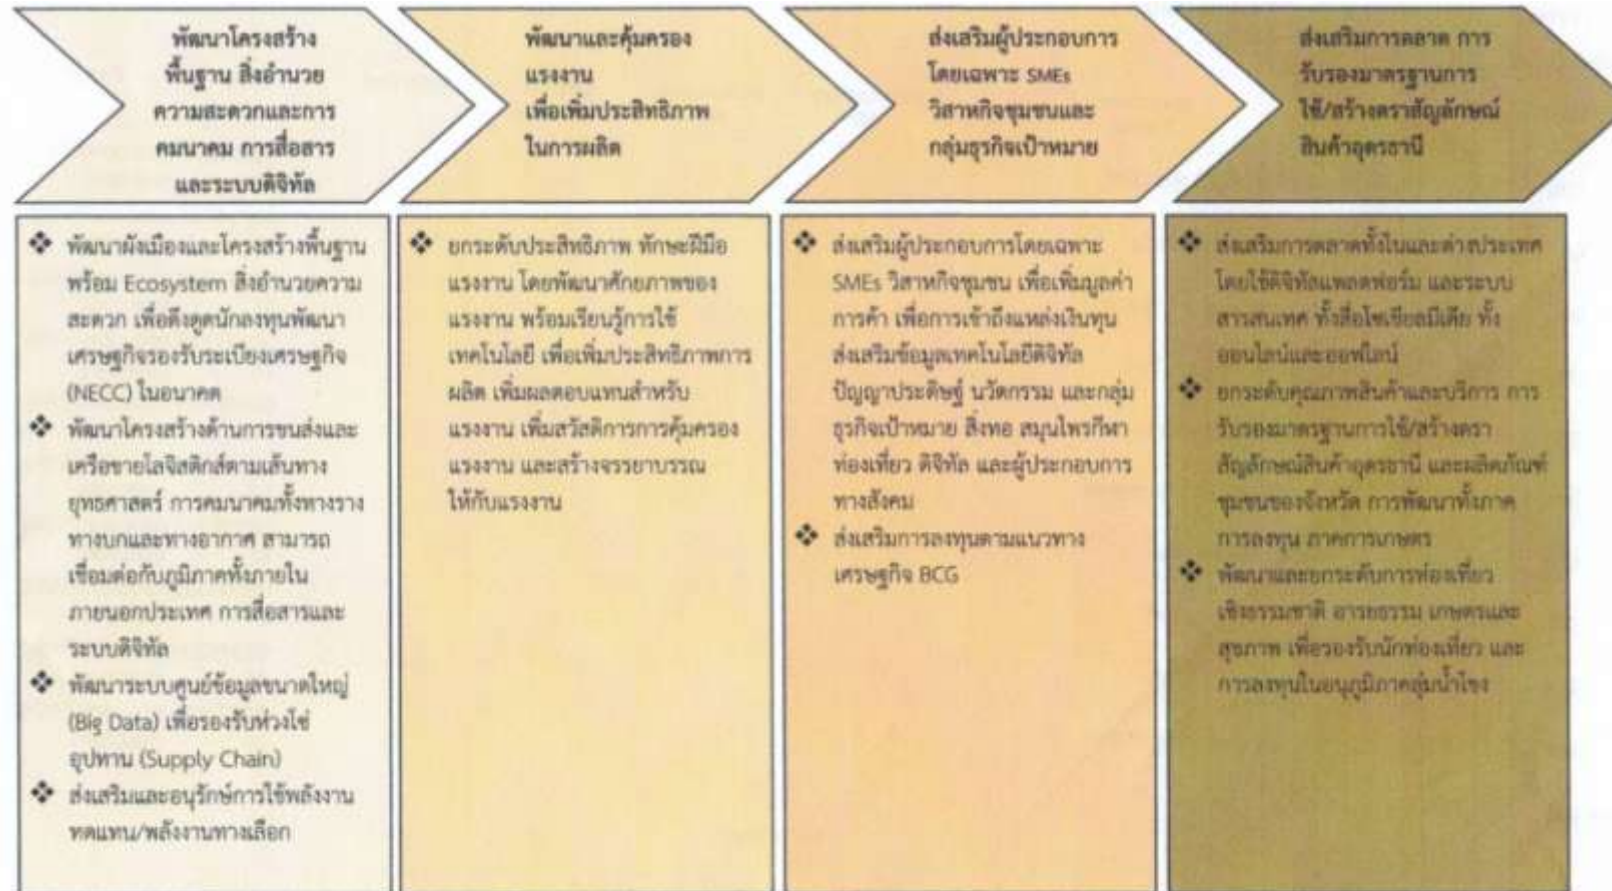 พัฒนาโครงสร้าง
พื้นฐาน สิ่งอำนวย
ความสะดวกและการ
คมนาคม การสื่อสาร
และระบบดิจิทัล
พัฒนาและคุ้มครอง
แรงงาน
เพื่อเพิ่มประสิทธิภาพ
ในการผลิต
ส่งเสริมผู้ประกอบการ
โดยเฉพาะ SMEs
วิสาหกิจชุมชนและ
กลุ่มธุรกิจเป้าหมาย
ส่งเสริมการตลาด การ
รับรองมาตรฐานการ
ใช้/สร้างตราสัญลักษณ์
สินค้าอุดรธานี
❖ พัฒนาผังเมืองและโครงสร้างพื้นฐาน
พร้อม Ecosystem สิ่งอำนวยความ
สะดวก เพื่อดึงดูดนักลงทุนพัฒนา
เศรษฐกิจรองรับระเบียงเศรษฐกิจ
(NECC) ในอนาคต
❖ พัฒนาโครงสร้างด้านการขนส่งและ
เครือข่ายโลจิสติกส์ตามเส้นทาง
ยุทธศาสตร์ การคมนาคมทั้งทางราง
ทางบกและทางอากาศ สามารถ
เชื่อมต่อกับภูมิภาคทั้งภายใน
ภายนอกประเทศ การสื่อสารและ
ระบบดิจิทัล
❖ พัฒนาระบบศูนย์ข้อมูลขนาดใหญ่
(Big Data) เพื่อรองรับห่วงโซ่
อุปทาน (Supply Chain)
❖ ส่งเสริมและอนุรักษ์การใช้พลังงาน
ทดแทน/พลังงานทางเลือก
❖ ยกระดับประสิทธิภาพ ทักษะฝีมือ
แรงงาน โดยพัฒนาศักยภาพของ
แรงงาน พร้อมเรียนรู้การใช้
เทคโนโลยี เพื่อเพิ่มประสิทธิภาพการ
ผลิต เพิ่มผลตอบแทนสำหรับ
แรงงาน เพิ่มสวัสดิการการคุ้มครอง
แรงงาน และสร้างจรรยาบรรณ
ให้กับแรงงาน
❖ ส่งเสริมผู้ประกอบการโดยเฉพาะ
SMEs วิสาหกิจชุมชน เพื่อเพิ่มมูลค่า
การค้า เพื่อการเข้าถึงแหล่งเงินทุน
ส่งเสริมข้อมูลเทคโนโลยีดิจิทัล
ปัญญาประดิษฐ์ นวัตกรรม และกลุ่ม
ธุรกิจเป้าหมาย สิ่งทอ สมุนไพรกีฬา
ท่องเที่ยว ดิจิทัล และผู้ประกอบการ
ทางสังคม
❖ ส่งเสริมการลงทุนตามแนวทาง
เศรษฐกิจ BCG
❖ ส่งเสริมการตลาดทั้งในและต่างประเทศ
โดยใช้ดิจิทัลแพลตฟอร์ม และระบบ
สารสนเทศ ทั้งสื่อโซเชียลมีเดีย ทั้ง
ออนไลน์และออฟไลน์
❖ ยกระดับคุณภาพสินค้าและบริการ การ
รับรองมาตรฐานการใช้/สร้างตรา
สัญลักษณ์สินค้าอุดรธานี และผลิตภัณฑ์
ชุมชนของจังหวัด การพัฒนาทั้งภาค
การลงทุน ภาคการเกษตร
❖ พัฒนาและยกระดับการท่องเที่ยว
เชิงธรรมชาติ อารยธรรม เกษตรและ
สุขภาพ เพื่อรองรับนักท่องเที่ยว และ
การลงทุนในอนุภูมิภาคลุ่มน้ำโขง